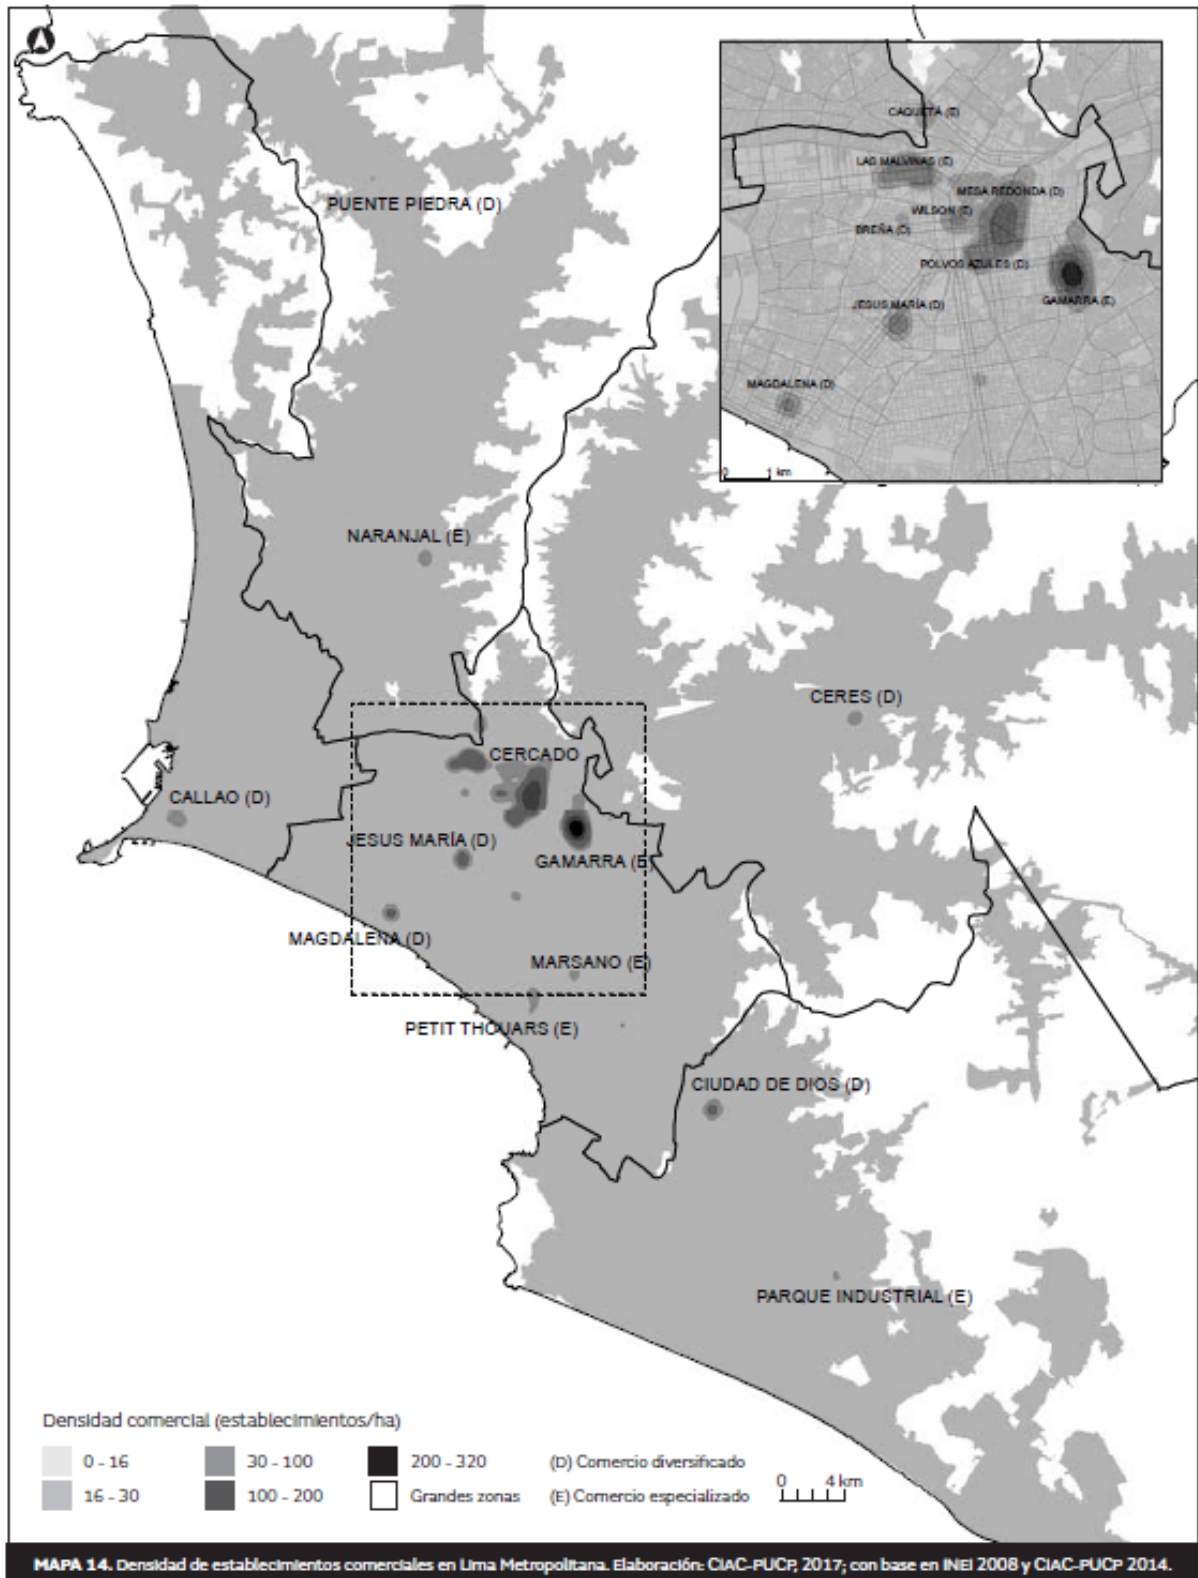 CAQUETÁ (E)
LAS MALVINAS (E)
MESA REDONDA (D)
WILSON (E)
BREÑA (D)
POLVOS AZULES (D)
GAMARRA (E)
JESUS MARÍA (D)
MAGDALENA (D)
0 1 km
PUENTE PIEDRA (D)
NARANJAL (E)
CERES (D)
CERCADO
CALLAO (D)
JESUS MARÍA (D)
GAMARRA (E)
MAGDALENA (D)
MARSANO (E)
PETIT THOUARS (E)
CIUDAD DE DIOS (D)
PARQUE INDUSTRIAL (E)
Densidad comercial (establecimientos/ha)
0 - 16
30 - 100
200 - 320
(D) Comercio diversificado
16 - 30
100 - 200
Grandes zonas
(E) Comercio especializado
0 4 km
MAPA 14. Densidad de establecimientos comerciales en Lima Metropolitana. Elaboración: CIAC-PUCP, 2017; con base en INEI 2008 y CIAC-PUCP 2014.